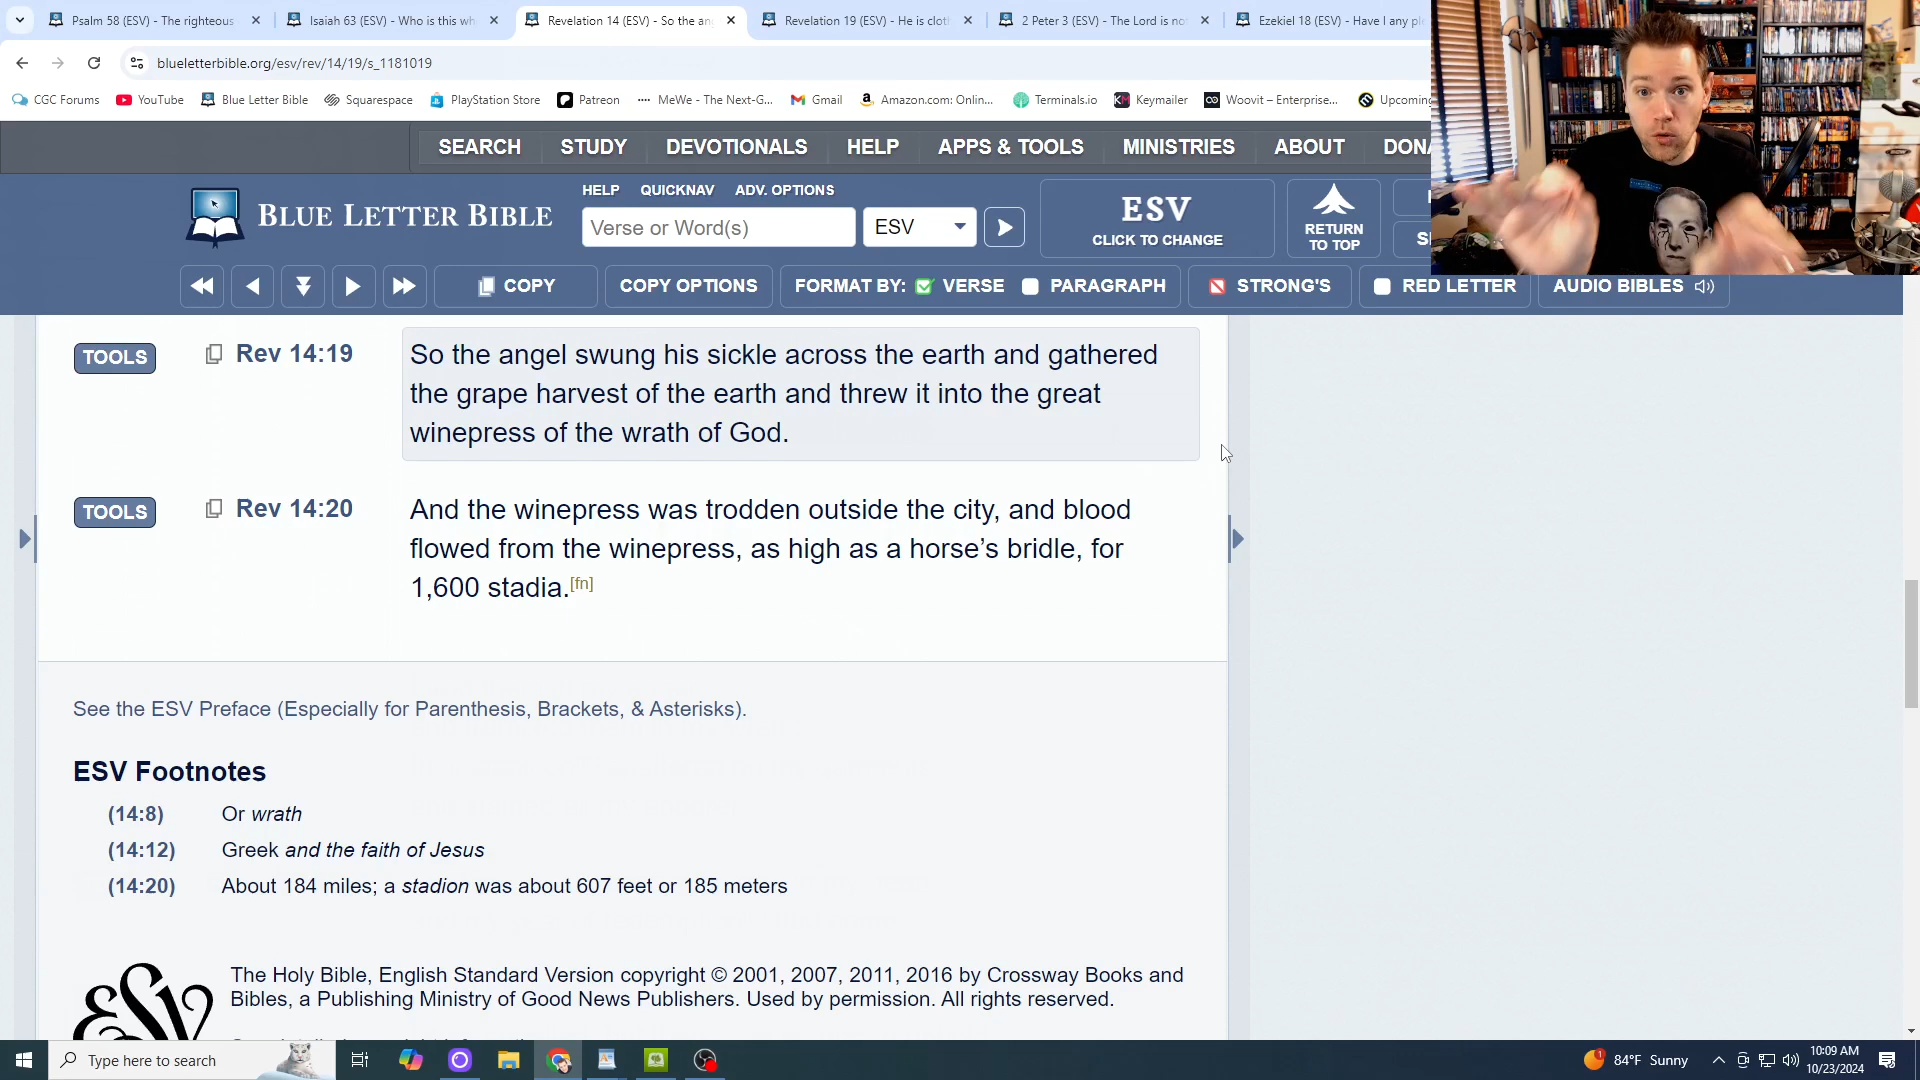 Psalm 58 (ESV) - The righteous
Isaiah 63 (ESV) - Who is this wh
Revelation 14 (ESV) - So the an
Revelation 19 (ESV) - He is clot
2 Peter 3 (ESV) - The Lord is no
Ezekiel 18 (ESV) - Have I any ple
blueletterbible.org/esv/rev/14/19/s_1181019
CGC Forums
YouTube
Blue Letter Bible
Squarespace
PlayStation Store
Patreon
MeWe - The Next-G...
Gmail
Amazon.com: Onlin...
Terminals.io
Keymailer
Woovit – Enterprise...
Upcoming
SEARCH
STUDY
DEVOTIONALS
HELP
APPS & TOOLS
MINISTRIES
ABOUT
DONA
BLUE LETTER BIBLE
HELP
QUICKNAV
ADV. OPTIONS
Verse or Word(s)
ESV
ESV
CLICK TO CHANGE
RETURN
TO TOP
COPY
COPY OPTIONS
FORMAT BY:
VERSE
PARAGRAPH
STRONG'S
RED LETTER
AUDIO BIBLES
TOOLS
Rev 14:19
So the angel swung his sickle across the earth and gathered
the grape harvest of the earth and threw it into the great
winepress of the wrath of God.
TOOLS
Rev 14:20
And the winepress was trodden outside the city, and blood
flowed from the winepress, as high as a horse’s bridle, for
1,600 stadia.[fn]
See the ESV Preface (Especially for Parenthesis, Brackets, & Asterisks).
ESV Footnotes
(14:8) Or wrath
(14:12) Greek and the faith of Jesus
(14:20) About 184 miles; a stadion was about 607 feet or 185 meters
ESV
The Holy Bible, English Standard Version copyright © 2001, 2007, 2011, 2016 by Crossway Books and
Bibles, a Publishing Ministry of Good News Publishers. Used by permission. All rights reserved.
Type here to search
84°F Sunny
10:09 AM
10/23/2024